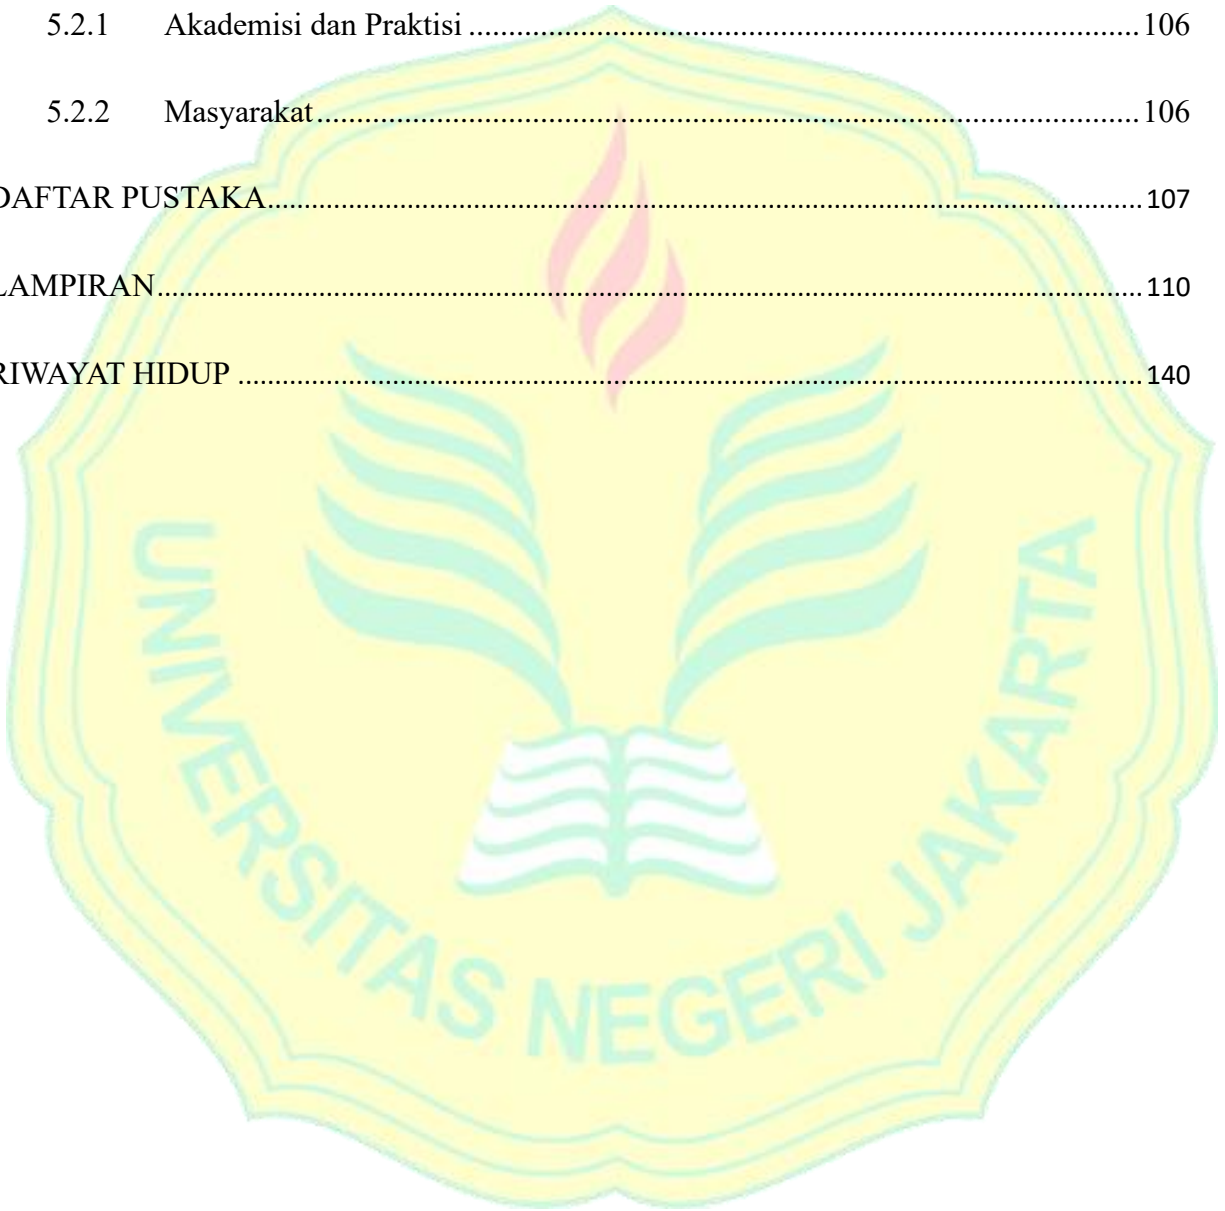 5.2.1 Akademisi dan Praktisi ........................................................................ 106
5.2.2 Masyarakat ........................................................................ 106
DAFTAR PUSTAKA ........................................................................ 107
LAMPIRAN ........................................................................ 110
RIWAYAT HIDUP ........................................................................ 140
UNIVERSITAS NEGERI JAKARTA